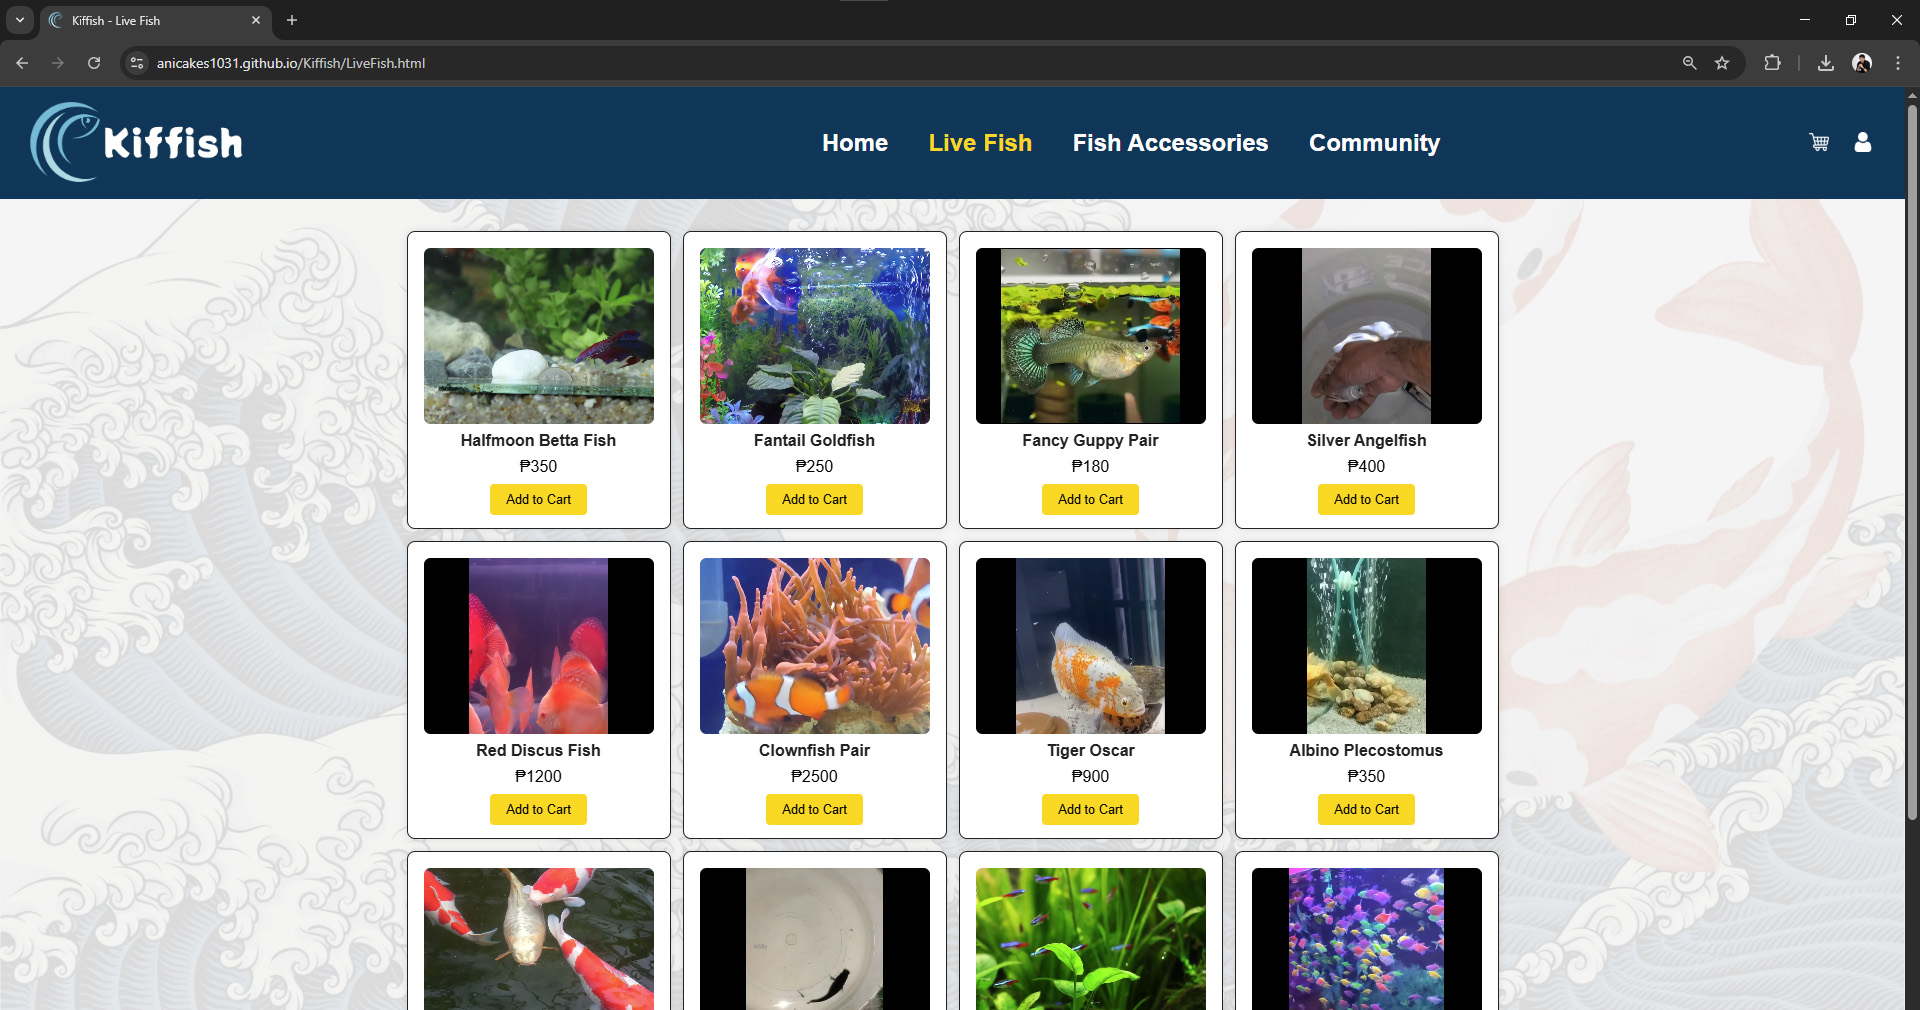 Kiffish - Live Fish
anicakes1031.github.io/Kiffish/LiveFish.html
Kiffish
Home
Live Fish
Fish Accessories
Community
Halfmoon Betta Fish
Fantail Goldfish
Fancy Guppy Pair
Silver Angelfish
₱350
₱250
₱180
₱400
Add to Cart
Add to Cart
Add to Cart
Add to Cart
Red Discus Fish
Clownfish Pair
Tiger Oscar
Albino Plecostomus
₱1200
₱2500
₱900
₱350
Add to Cart
Add to Cart
Add to Cart
Add to Cart